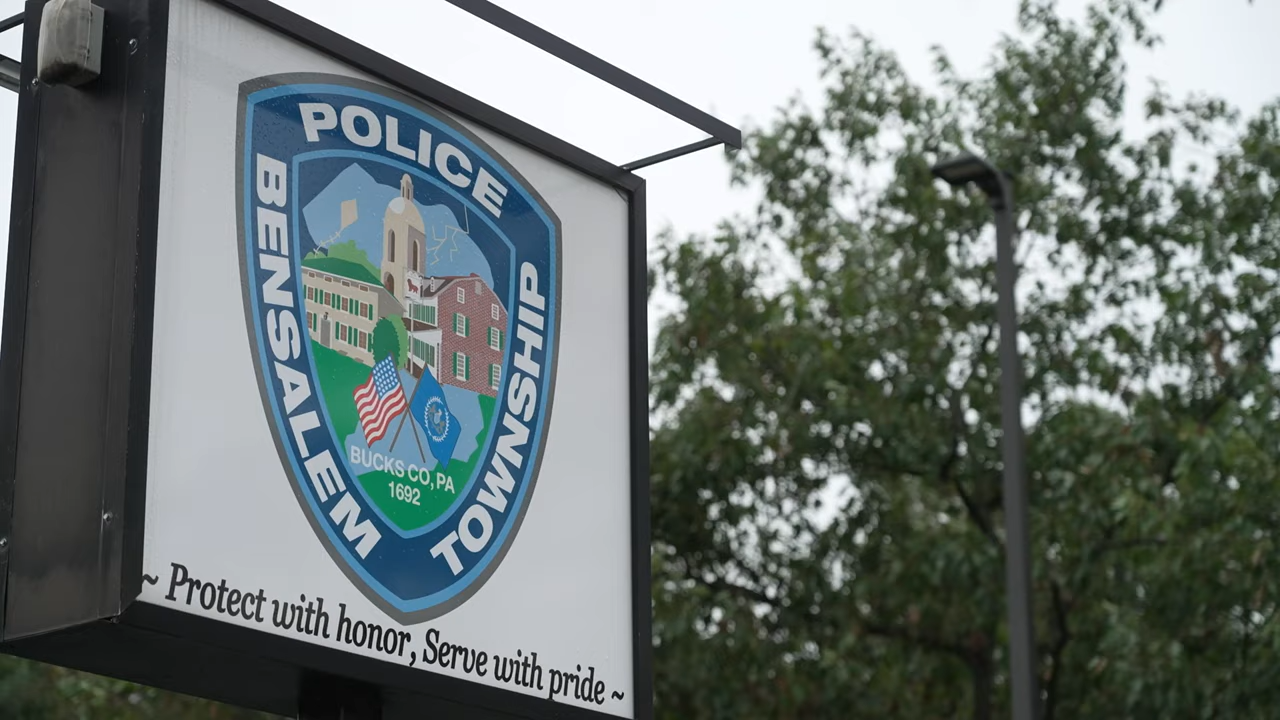 POLICE
BENSALEM
TOWNSHIP
BUCKS CO, PA
1692
~ Protect with honor, Serve with pride ~